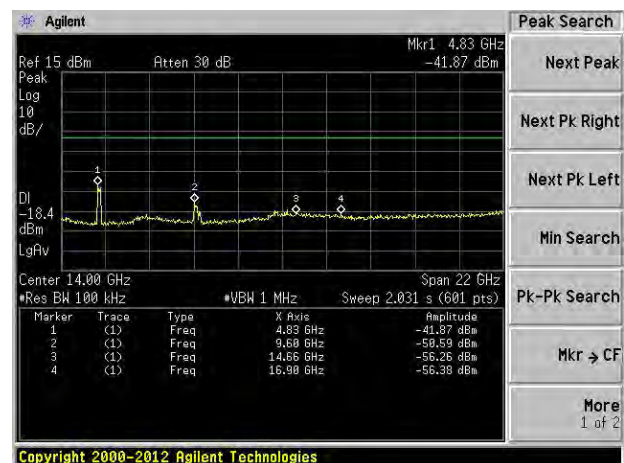 Agilent
Peak Search
Mkr1 4.83 GHz
Ref 15 dBm Atten 30 dB -41.87 dBm
Peak
Log
10
dB/
1
2
3
4
DI
-18.4
dBm
LgAv
Center 14.00 GHz Span 22 GHz
*Res BW 100 kHz *VBW 1 MHz Sweep 2.031 s (601 pts)
Marker Trace Type X Axis Amplitude
1 (1) Freq 4.83 GHz -41.87 dBm
2 (1) Freq 9.60 GHz -50.59 dBm
3 (1) Freq 14.66 GHz -56.26 dBm
4 (1) Freq 16.90 GHz -56.38 dBm
Next Peak
Next Pk Right
Next Pk Left
Min Search
Pk-Pk Search
Mkr → CF
More
1 of 2
Copyright 2000-2012 Agilent Technologies